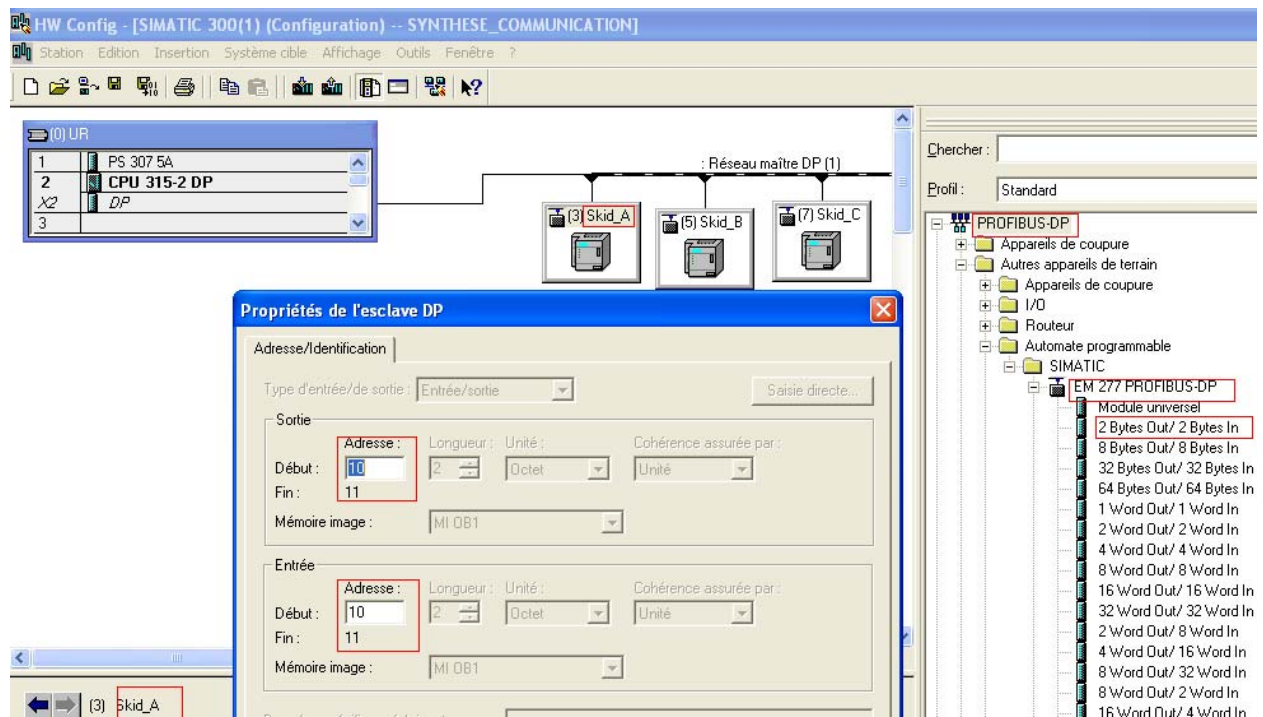 HW Config - [SIMATIC 300(1) (Configuration) -- SYNTHESE_COMMUNICATION]
Station Edition Insertion Système cible Affichage Outils Fenêtre ?
(0) UR
1 PS 307 5A
2 CPU 315-2 DP
X2 DP
3
: Réseau maître DP (1)
(3) Skid_A
(5) Skid_B
(7) Skid_C
Propriétés de l'esclave DP
Adresse/Identification
Type d'entrée/de sortie : Entrée/sortie Saisie directe...
Sortie
Adresse : Longueur : Unité : Cohérence assurée par :
Début : 10 2 Octet Unité
Fin : 11
Mémoire image : MI OB1
Entrée
Adresse : Longueur : Unité : Cohérence assurée par :
Début : 10 2 Octet Unité
Fin : 11
Mémoire image : MI OB1
(3) Skid_A
Chercher :
Profil : Standard
PROFIBUS-DP
Appareils de coupure
Autres appareils de terrain
Appareils de coupure
I/O
Routeur
Automate programmable
SIMATIC
EM 277 PROFIBUS-DP
Module universel
2 Bytes Out/ 2 Bytes In
8 Bytes Out/ 8 Bytes In
32 Bytes Out/ 32 Bytes In
64 Bytes Out/ 64 Bytes In
1 Word Out/ 1 Word In
2 Word Out/ 2 Word In
4 Word Out/ 4 Word In
8 Word Out/ 8 Word In
16 Word Out/ 16 Word In
32 Word Out/ 32 Word In
2 Word Out/ 8 Word In
4 Word Out/ 16 Word In
8 Word Out/ 32 Word In
8 Word Out/ 2 Word In
16 Word Out/ 4 Word In